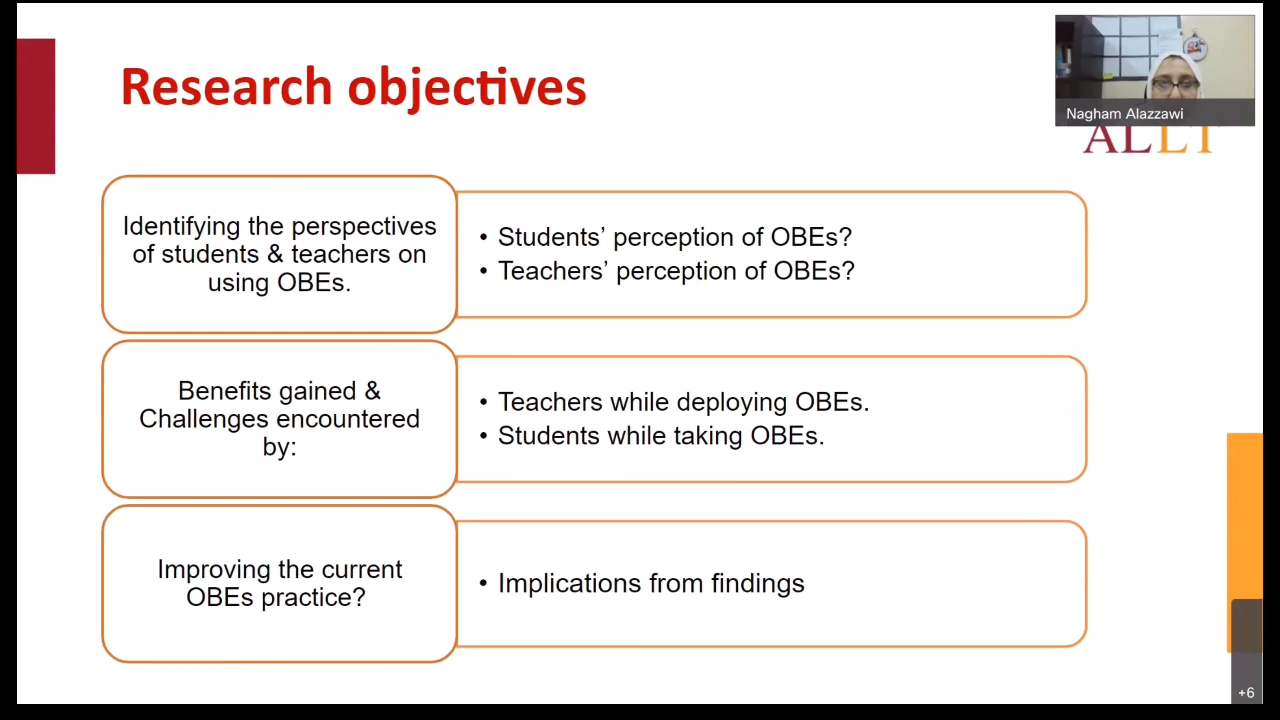 Research objectives
Nagham Alazzawi
ALLT
Identifying the perspectives
of students & teachers on
using OBEs.
• Students’ perception of OBEs?
• Teachers’ perception of OBEs?
Benefits gained &
Challenges encountered
by:
• Teachers while deploying OBEs.
• Students while taking OBEs.
Improving the current
OBEs practice?
• Implications from findings
+6